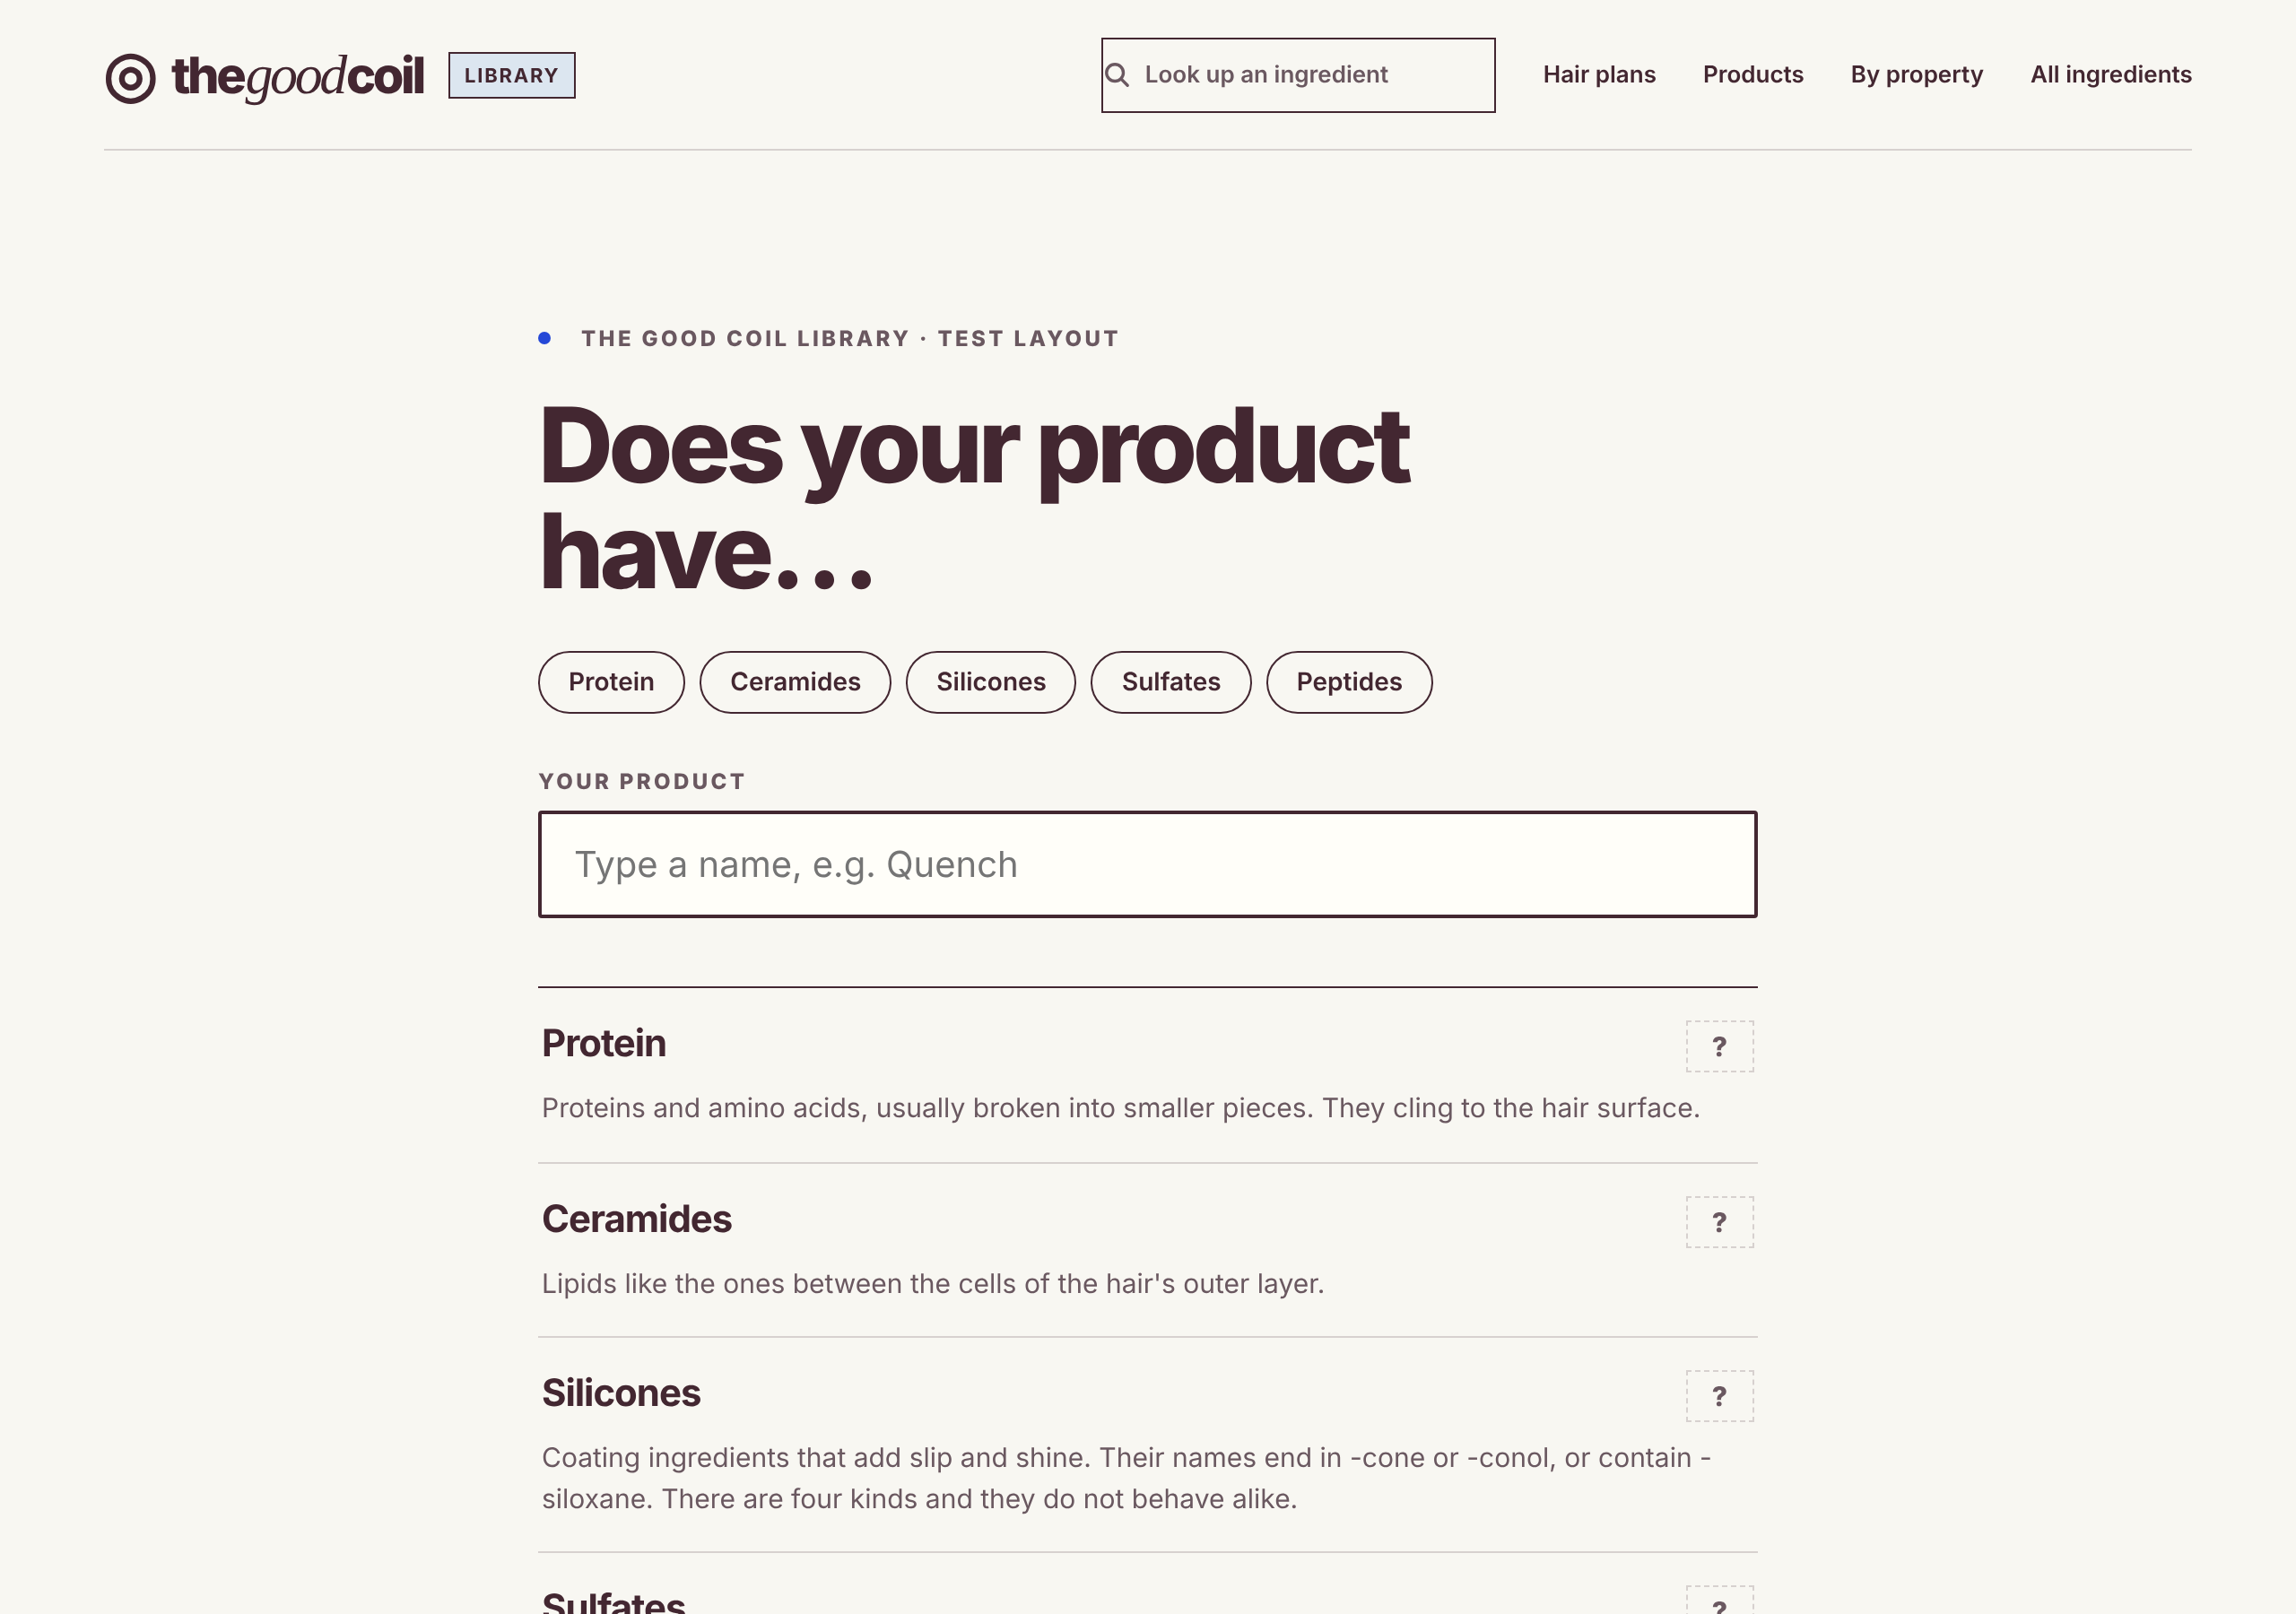 thegoodcoil LIBRARY
Look up an ingredient
Hair plans
Products
By property
All ingredients
THE GOOD COIL LIBRARY · TEST LAYOUT
Does your product
have…
Protein
Ceramides
Silicones
Sulfates
Peptides
YOUR PRODUCT
Type a name, e.g. Quench
Protein
?
Proteins and amino acids, usually broken into smaller pieces. They cling to the hair surface.
Ceramides
?
Lipids like the ones between the cells of the hair's outer layer.
Silicones
?
Coating ingredients that add slip and shine. Their names end in -cone or -conol, or contain -
siloxane. There are four kinds and they do not behave alike.
Sulfates
?